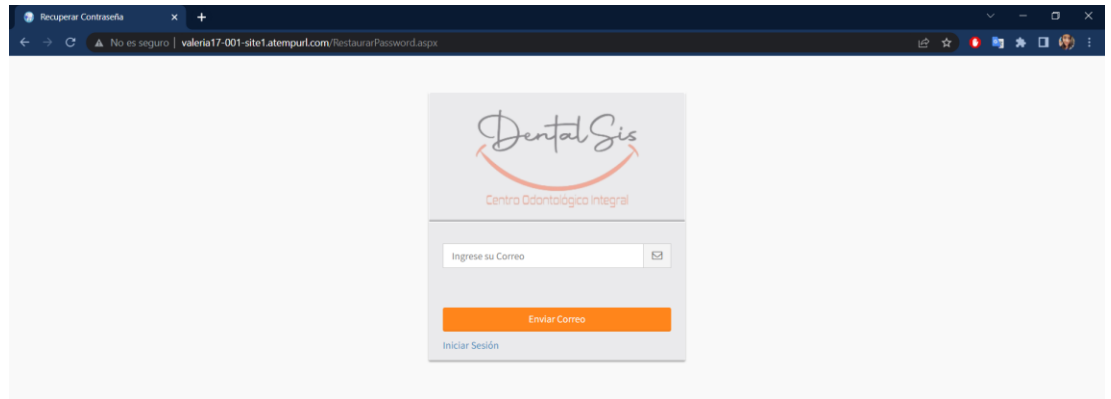 Recuperar Contraseña
No es seguro | valeria17-001-site1.atempurl.com/RestaurarPassword.aspx
DentalSis
Centro Odontológico Integral
Ingrese su Correo
Enviar Correo
Iniciar Sesión